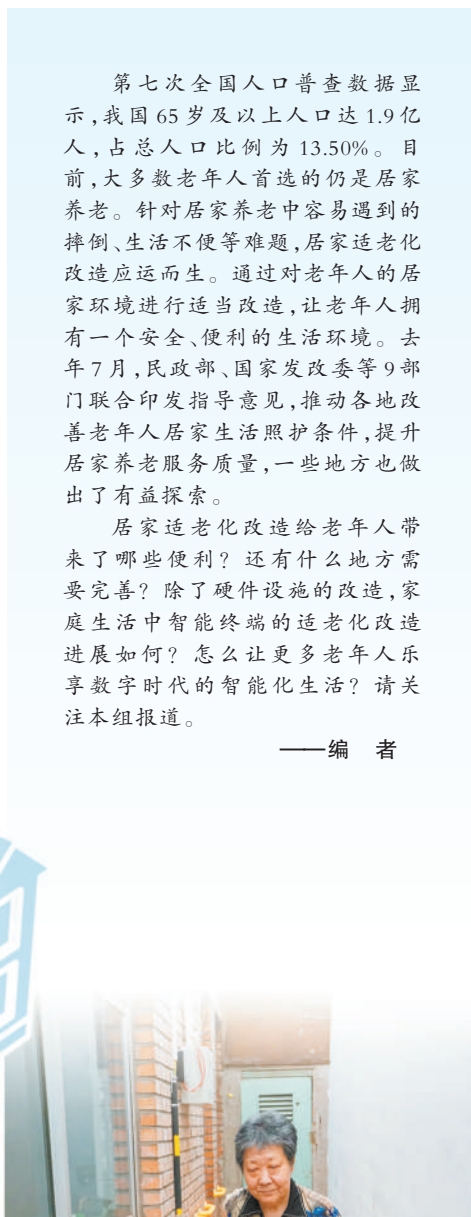 第七次全国人口普查数据显
示,我国65岁及以上人口达1.9亿
人,占总人口比例为13.50%。目
前,大多数老年人首选的仍是居家
养老。针对居家养老中容易遇到的
摔倒、生活不便等难题,居家适老化
改造应运而生。通过对老年人的居
家环境进行适当改造,让老年人拥
有一个安全、便利的生活环境。去
年7月,民政部、国家发改委等9部
门联合印发指导意见,推动各地改
善老年人居家生活照护条件,提升
居家养老服务质量,一些地方也做
出了有益探索。
居家适老化改造给老年人带
来了哪些便利?还有什么地方需
要完善?除了硬件设施的改造,家
庭生活中智能终端的适老化改造
进展如何?怎么让更多老年人乐
享数字时代的智能化生活?请关
注本组报道。
——编 者